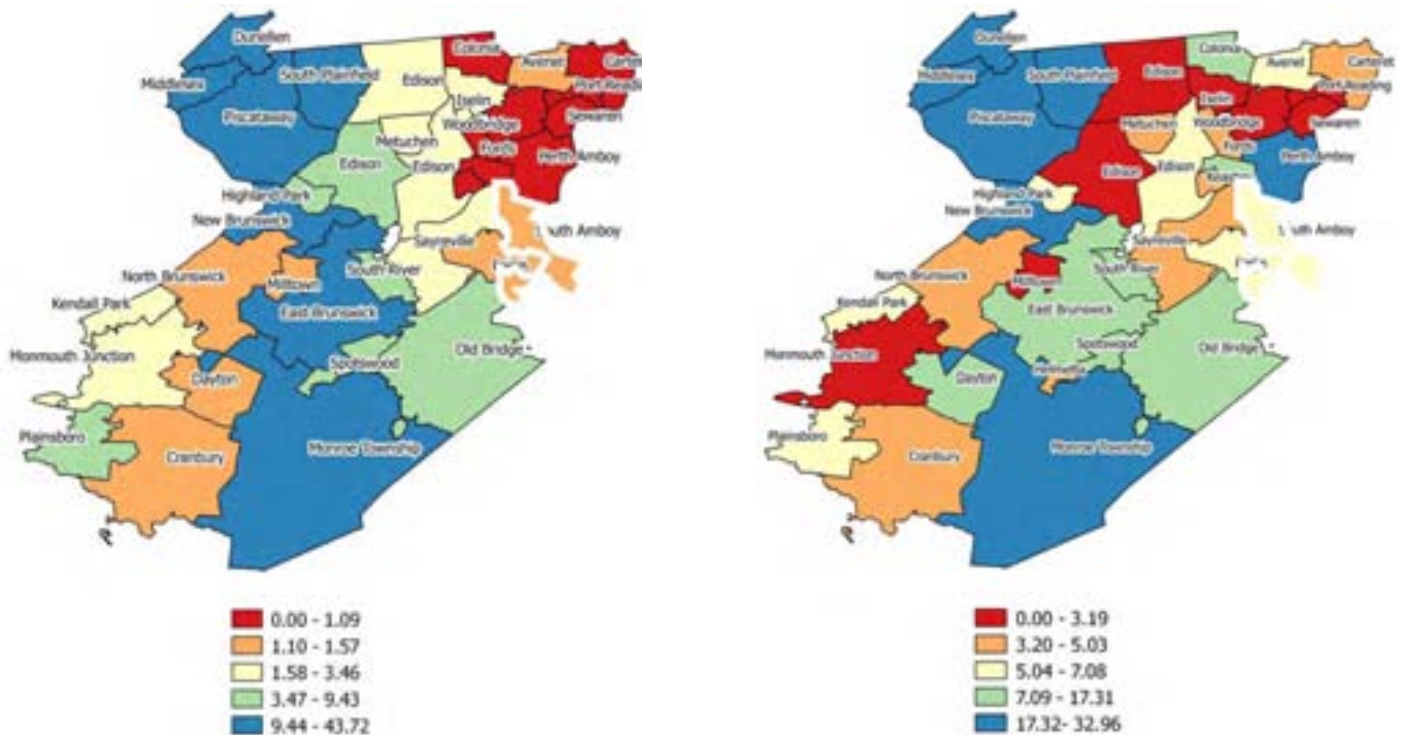 Dunellen
Colonia
Avenel
Carteret
South Plainfield
Edison
Middlesex
Port Reading
Iselin
Sewaren
Piscataway
Woodbridge
Metuchen
Fords
Edison
Edison
Perth Amboy
Highland Park
New Brunswick
South Amboy
Sayreville
North Brunswick
South River
Milltown
Kendall Park
East Brunswick
Monmouth Junction
Old Bridge
Spotswood
Dayton
Plainsboro
Cranbury
Monroe Township
0.00 - 1.09
1.10 - 1.57
1.58 - 3.46
3.47 - 9.43
9.44 - 43.72
Dunellen
Colonia
Avenel
Carteret
South Plainfield
Edison
Middlesex
Port Reading
Iselin
Sewaren
Piscataway
Woodbridge
Metuchen
Fords
Edison
Edison
Perth Amboy
Highland Park
New Brunswick
South Amboy
Sayreville
North Brunswick
South River
Milltown
Kendall Park
East Brunswick
Monmouth Junction
Old Bridge
Spotswood
Helmetta
Dayton
Plainsboro
Cranbury
Monroe Township
0.00 - 3.19
3.20 - 5.03
5.04 - 7.08
7.09 - 17.31
17.32- 32.96